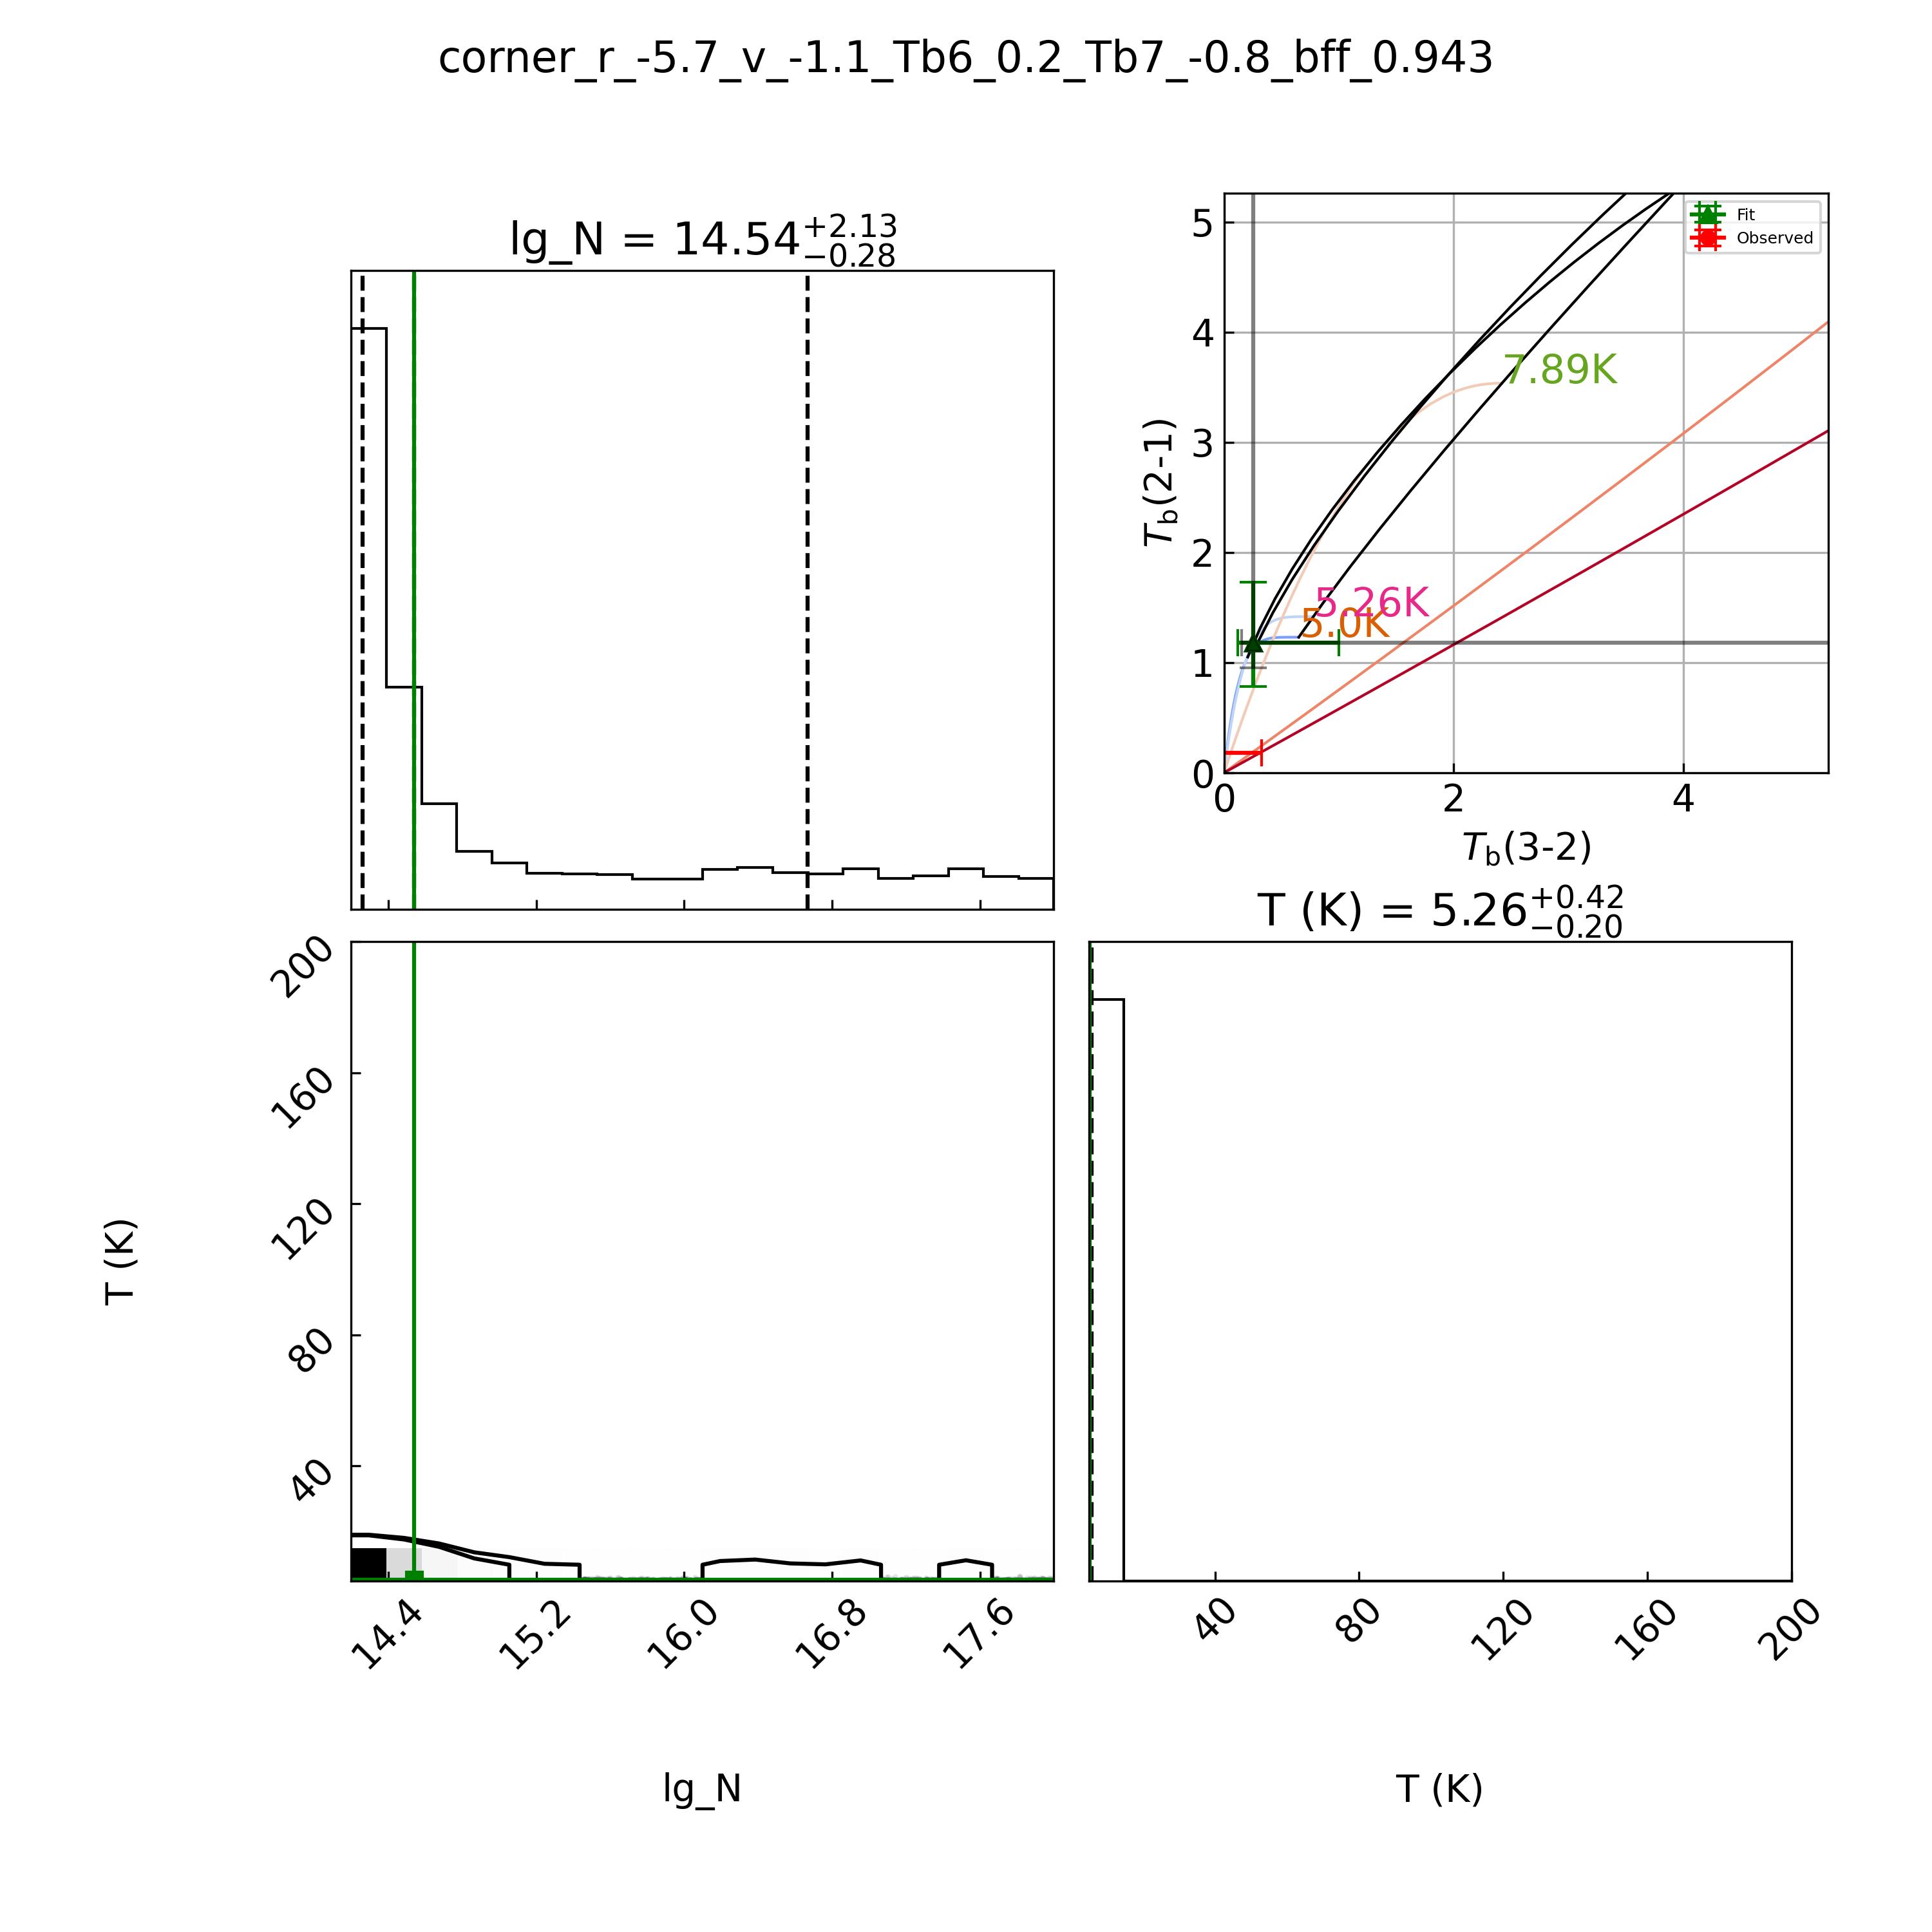 corner_r_-5.7_v_-1.1_Tb6_0.2_Tb7_-0.8_bff_0.943
lg_N = 14.54+2.13−0.28
5
4
3
2
1
0
Tb(2-1)
Fit
Observed
7.89K
5.26K
5.0K
0
2
4
Tb(3-2)
T (K) = 5.26+0.42−0.20
200
160
120
80
40
T (K)
14.4
15.2
16.0
16.8
17.6
lg_N
40
80
120
160
200
T (K)